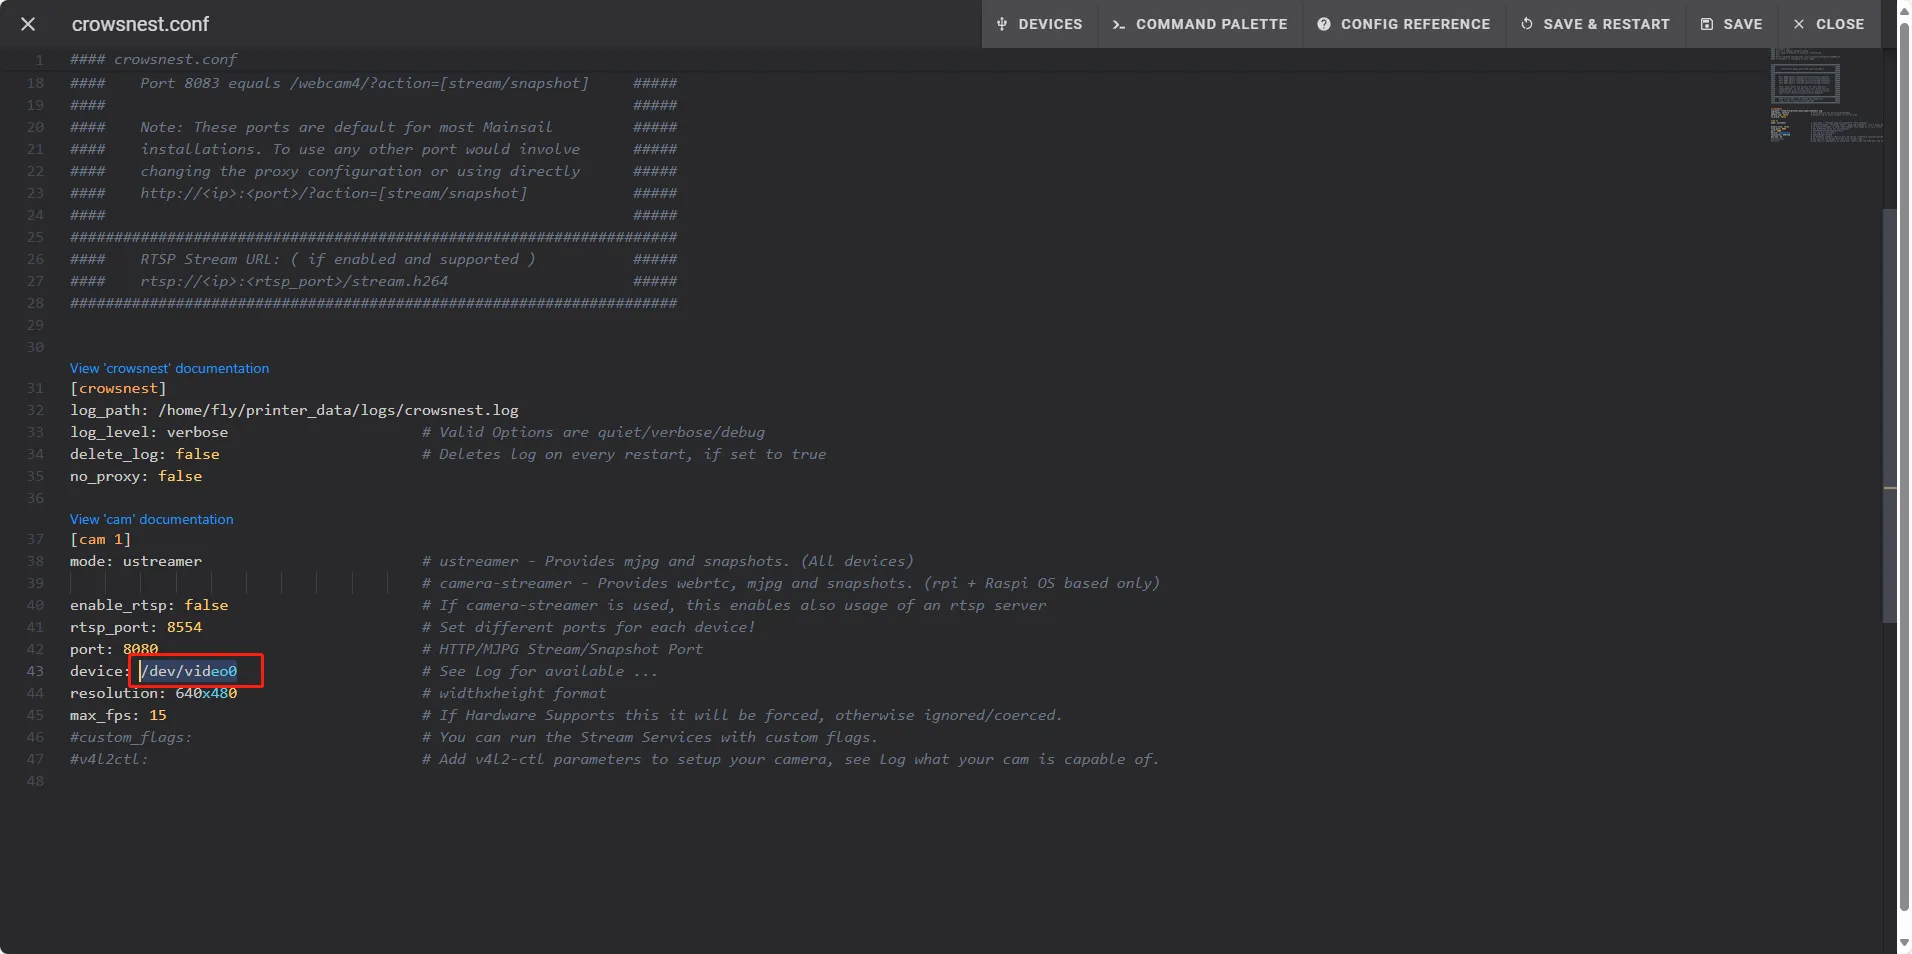 crowsnest.conf
DEVICES
COMMAND PALETTE
CONFIG REFERENCE
SAVE & RESTART
SAVE
CLOSE
1 #### crowsnest.conf
18 #### Port 8083 equals /webcam4/?action=[stream/snapshot] #####
19 #### #####
20 #### Note: These ports are default for most Mainsail #####
21 #### installations. To use any other port would involve #####
22 #### changing the proxy configuration or using directly #####
23 #### http://<ip>:<port>/?action=[stream/snapshot] #####
24 #### #####
25 #####################################################################
26 #### RTSP Stream URL: ( if enabled and supported ) #####
27 #### rtsp://<ip>:<rtsp_port>/stream.h264 #####
28 #####################################################################
29
30
View 'crowsnest' documentation
31 [crowsnest]
32 log_path: /home/fly/printer_data/logs/crowsnest.log
33 log_level: verbose # Valid Options are quiet/verbose/debug
34 delete_log: false # Deletes log on every restart, if set to true
35 no_proxy: false
36
View 'cam' documentation
37 [cam 1]
38 mode: ustreamer # ustreamer - Provides mjpg and snapshots. (All devices)
39 # camera-streamer - Provides webrtc, mjpg and snapshots. (rpi + Raspi OS based only)
40 enable_rtsp: false # If camera-streamer is used, this enables also usage of an rtsp server
41 rtsp_port: 8554 # Set different ports for each device!
42 port: 8080 # HTTP/MJPG Stream/Snapshot Port
43 device: /dev/video0 # See Log for available ...
44 resolution: 640x480 # widthxheight format
45 max_fps: 15 # If Hardware Supports this it will be forced, otherwise ignored/coerced.
46 #custom_flags: # You can run the Stream Services with custom flags.
47 #v4l2ctl: # Add v4l2-ctl parameters to setup your camera, see Log what your cam is capable of.
48